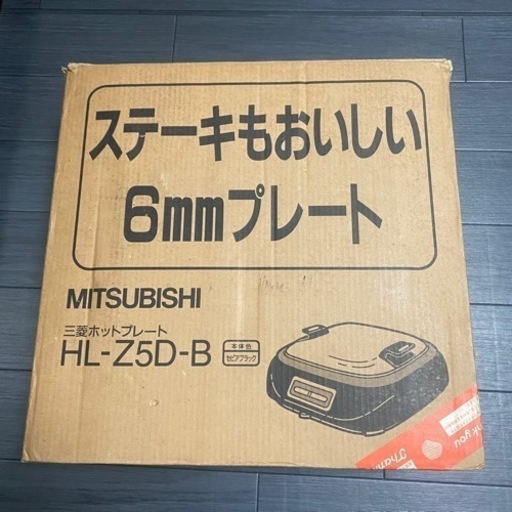 ステーキもおいしい
6mmプレート
MITSUBISHI
三菱ホットプレート
HL-Z5D-B
本体色
セピアブラック
Thank you